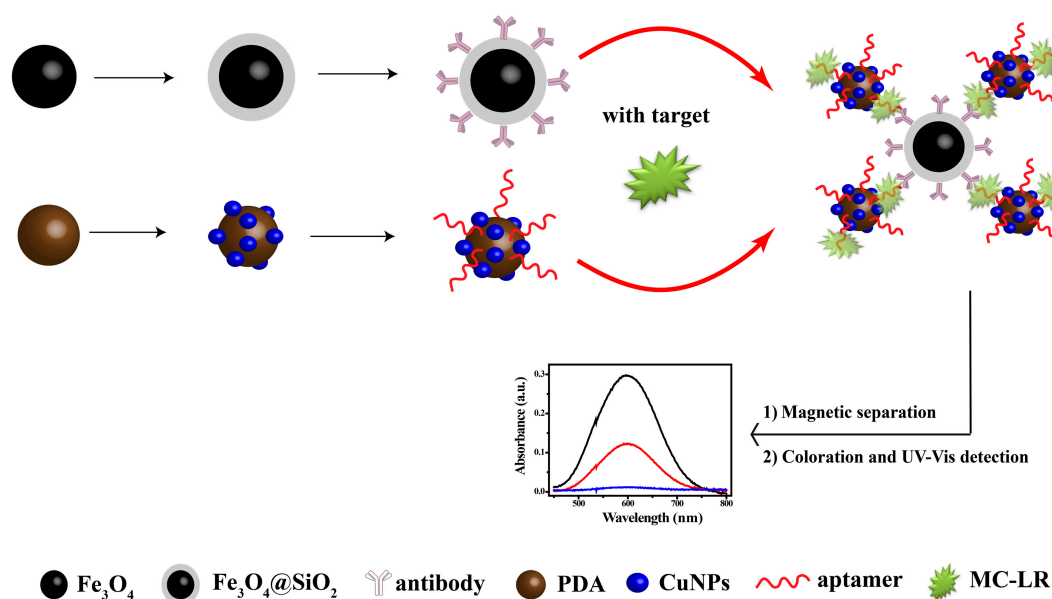 with target
1) Magnetic separation
2) Coloration and UV-Vis detection
Absorbance (a.u.)
0.3
0.2
0.1
0.0
500
600
700
800
Wavelength (nm)
Fe₃O₄
Fe₃O₄@SiO₂
antibody
PDA
CuNPs
aptamer
MC-LR